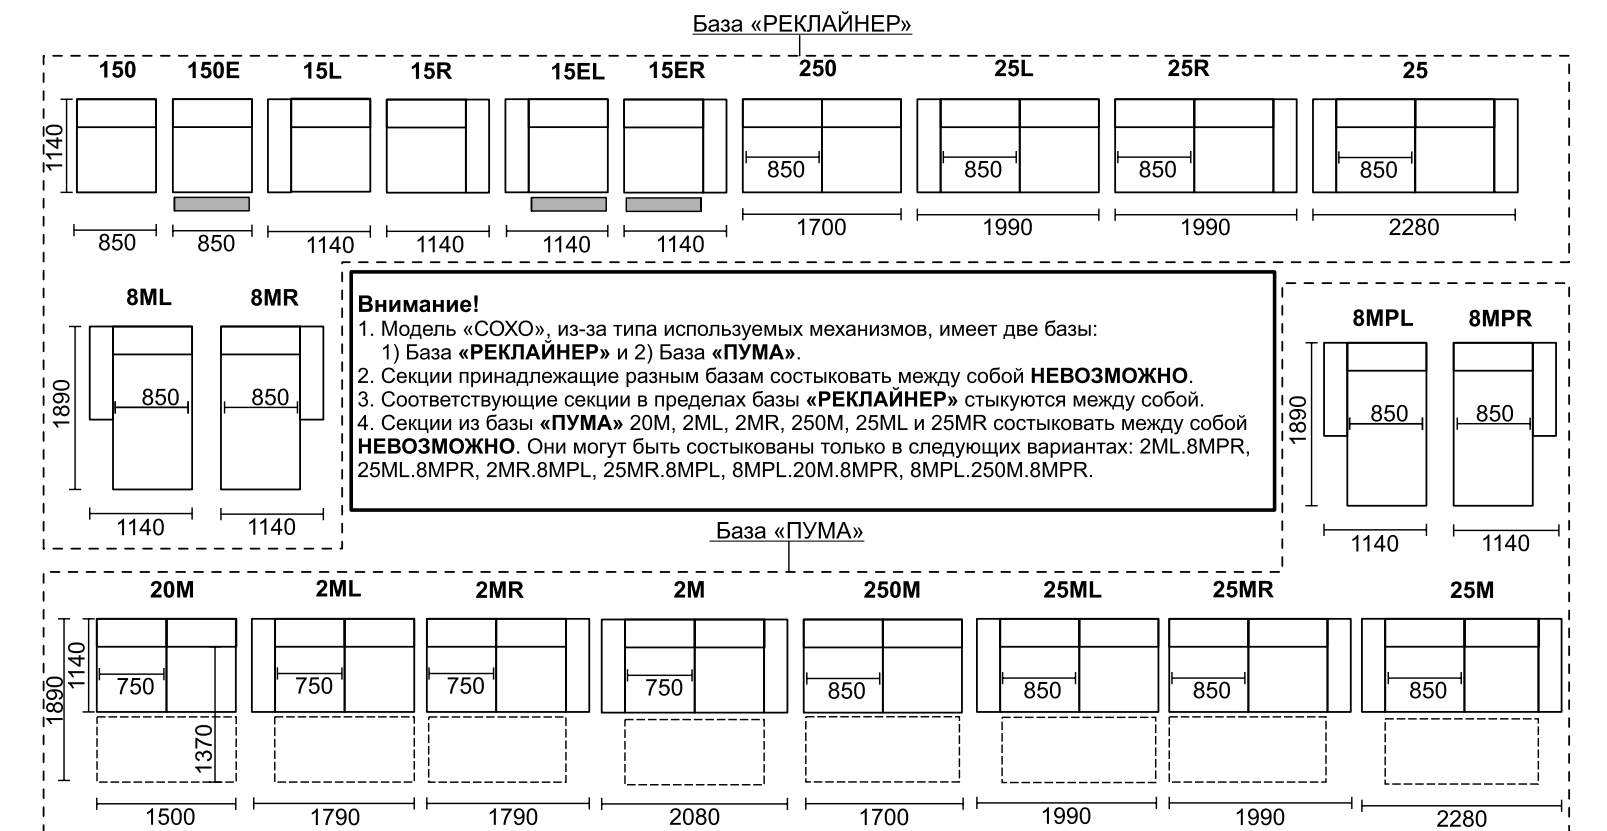 База «РЕКЛАЙНЕР»
150 150E 15L 15R 15EL 15ER 250 25L 25R 25
1140
850 850 850 850
850 850 1140 1140 1140 1140 1700 1990 1990 2280
8ML 8MR
1890
850 850
1140 1140
Внимание!
1. Модель «СОХО», из-за типа используемых механизмов, имеет две базы:
1) База «РЕКЛАЙНЕР» и 2) База «ПУМА».
2. Секции принадлежащие разным базам состыковать между собой НЕВОЗМОЖНО.
3. Соответствующие секции в пределах базы «РЕКЛАЙНЕР» стыкуются между собой.
4. Секции из базы «ПУМА» 20M, 2ML, 2MR, 250M, 25ML и 25MR состыковать между собой
НЕВОЗМОЖНО. Они могут быть состыкованы только в следующих вариантах: 2ML.8MPR,
25ML.8MPR, 2MR.8MPL, 25MR.8MPL, 8MPL.20M.8MPR, 8MPL.250M.8MPR.
8MPL 8MPR
1890
850 850
1140 1140
База «ПУМА»
20M 2ML 2MR 2M 250M 25ML 25MR 25M
1890 1140
750 750 750 750 850 850 850 850
1370
1500 1790 1790 2080 1700 1990 1990 2280